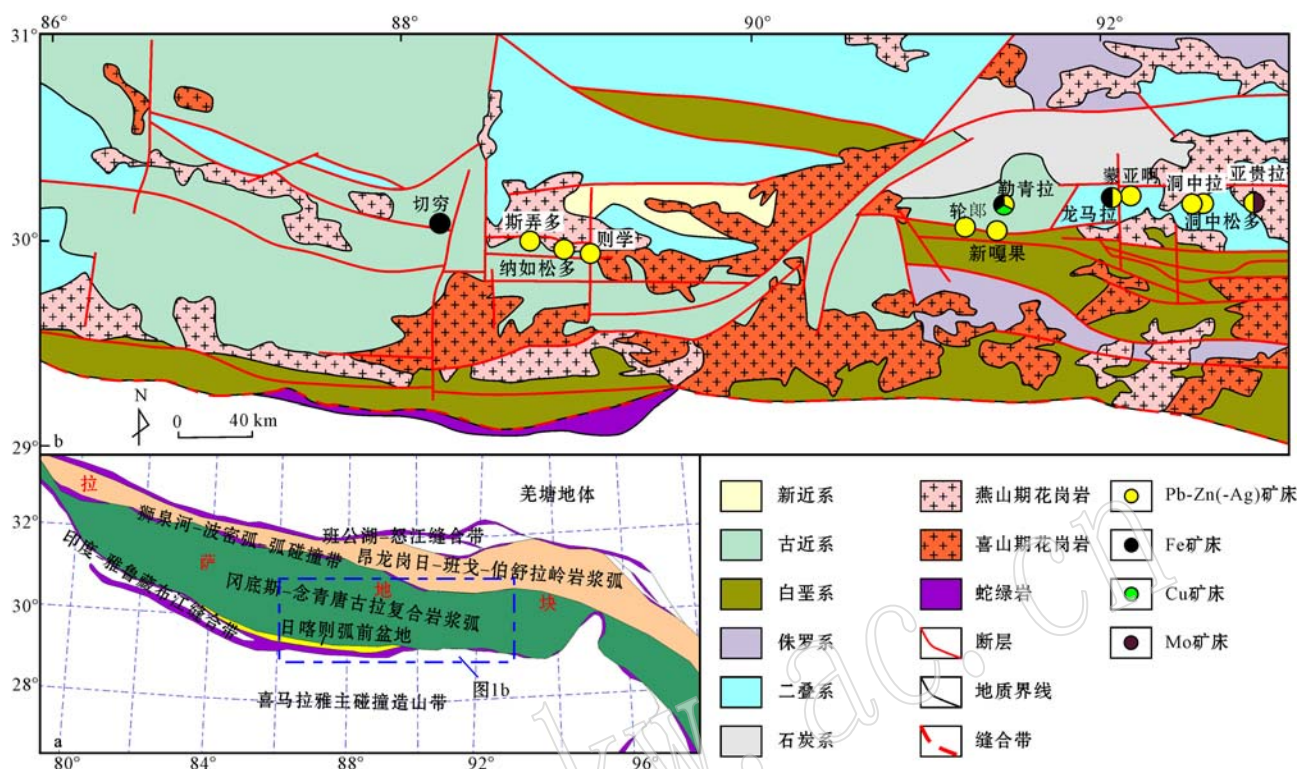 86° 88° 90° 92°
31°
30°
29°
切穷
斯弄多
则学
纳如松多
轮郎
勒青拉
新嘎果
龙马拉
蒙亚啊
洞中拉
亚贵拉
洞中松多
N
0 40 km
b
拉
萨
地
块
羌塘地体
狮泉河–波密弧–弧碰撞带
班公湖–怒江缝合带
昂龙岗日–班戈–伯舒拉岭岩浆弧
印度–雅鲁藏布江缝合带
冈底斯–念青唐古拉复合岩浆弧
日喀则弧前盆地
图1b
喜马拉雅主碰撞造山带
32°
30°
28°
a
80° 84° 88° 92° 96°
新近系
古近系
白垩系
侏罗系
二叠系
石炭系
燕山期花岗岩
喜山期花岗岩
蛇绿岩
断层
地质界线
缝合带
Pb-Zn(-Ag)矿床
Fe矿床
Cu矿床
Mo矿床